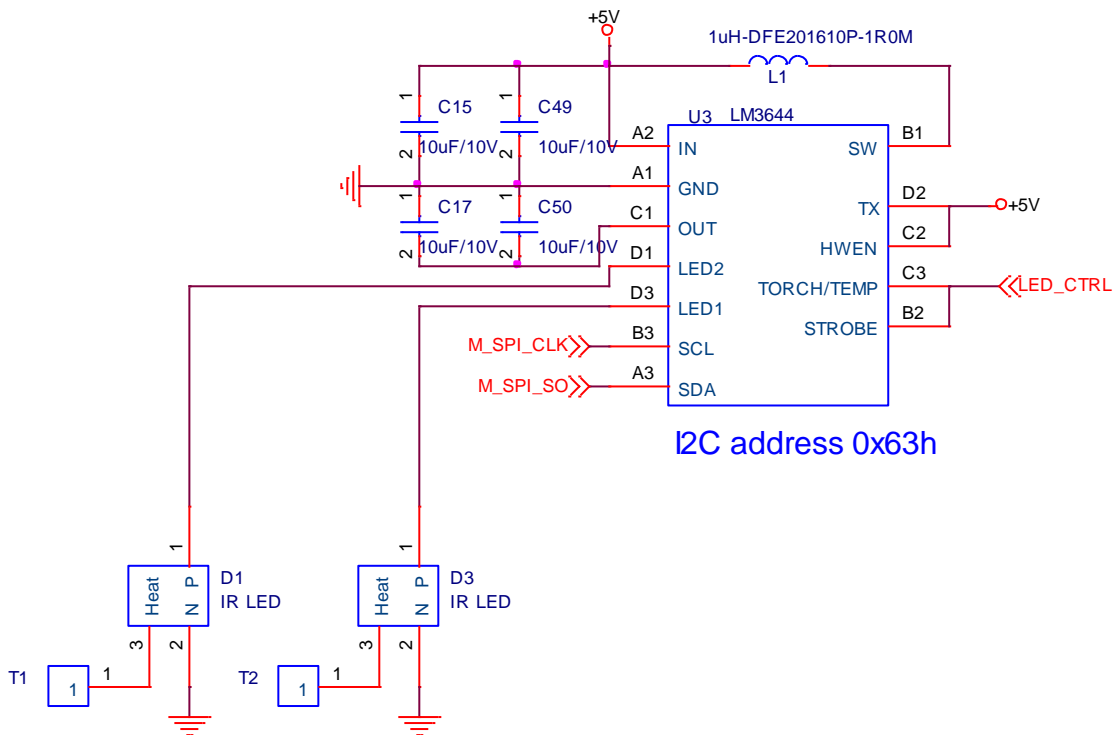 +5V
1uH-DFE201610P-1R0M
L1
1
C15
10uF/10V
2
1
C49
10uF/10V
2
U3 LM3644
A2 IN
SW B1
A1 GND
TX D2
+5V
1
C17
10uF/10V
2
1
C50
10uF/10V
2
C1 OUT
HWEN C2
D1 LED2
TORCH/TEMP C3
LED_CTRL
D3 LED1
STROBE B2
M_SPI_CLK
B3 SCL
M_SPI_SO
A3 SDA
I2C address 0x63h
1
Heat
N P
D1
IR LED
3
2
T1
1
1
1
Heat
N P
D3
IR LED
3
2
T2
1
1